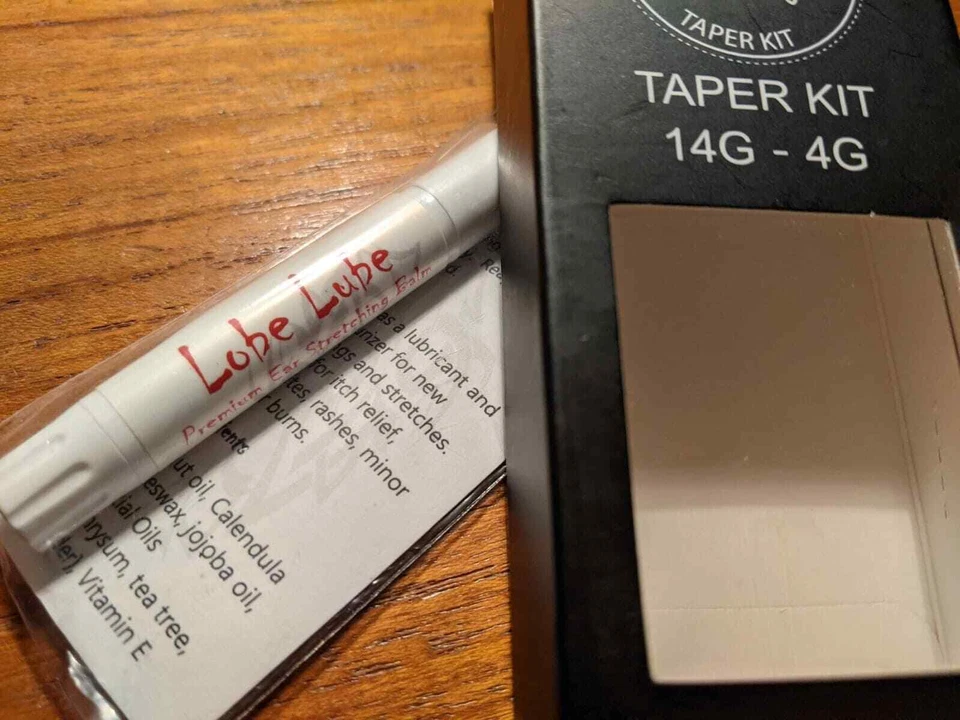 TAPER KIT
TAPER KIT
14G - 4G
Lobe Lube
Premium Ear Stretching Balm
d.
as a lubricant and
for new
and stretches.
for itch relief,
rashes, minor
burns.
oil, Calendula
jojoba oil,
Oils
tea tree,
Vitamin E